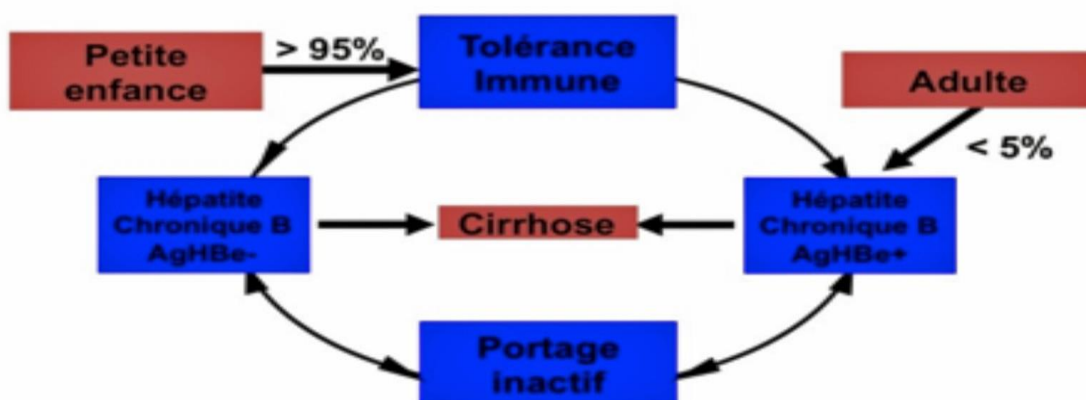 Petite
enfance
> 95%
Tolérance
Immune
Adulte
< 5%
Hépatite
Chronique B
AgHBe-
Cirrhose
Hépatite
Chronique B
AgHBe+
Portage
inactif